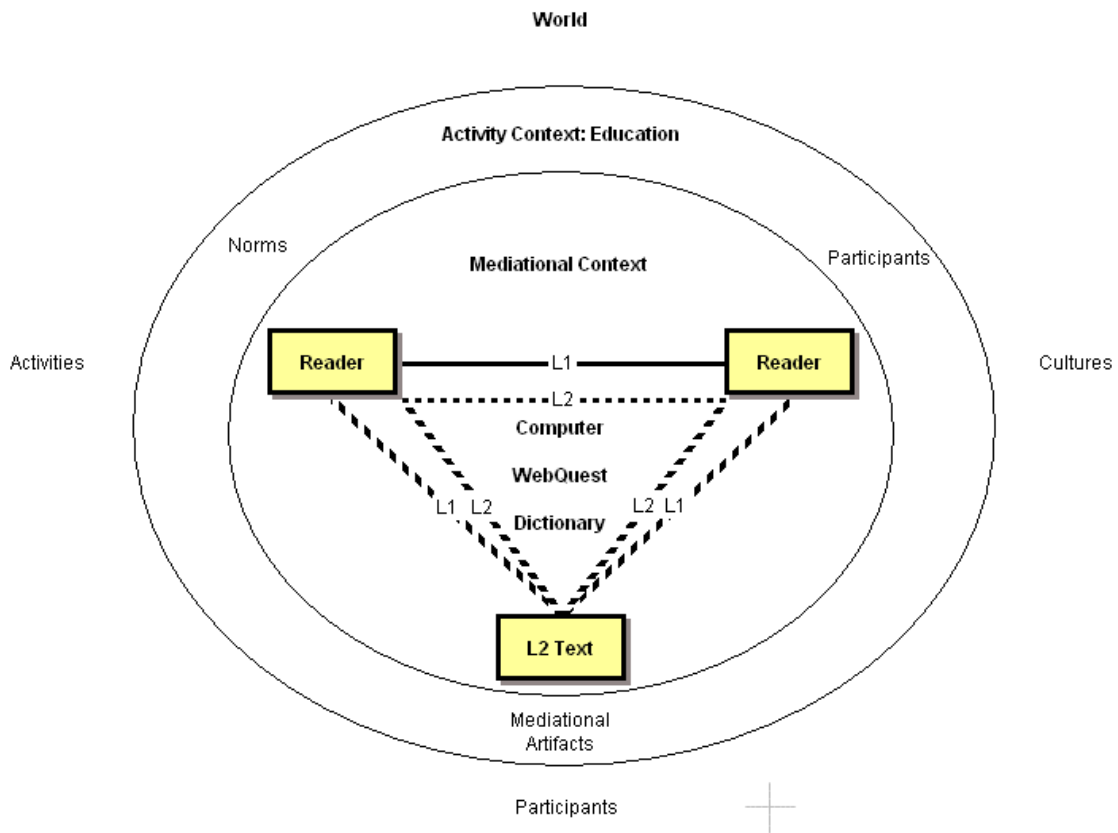 World
Activity Context: Education
Norms
Participants
Mediational Context
Activities
Reader
L1
Reader
Cultures
L2
Computer
WebQuest
L1 L2
L2 L1
Dictionary
L2 Text
Mediational
Artifacts
Participants